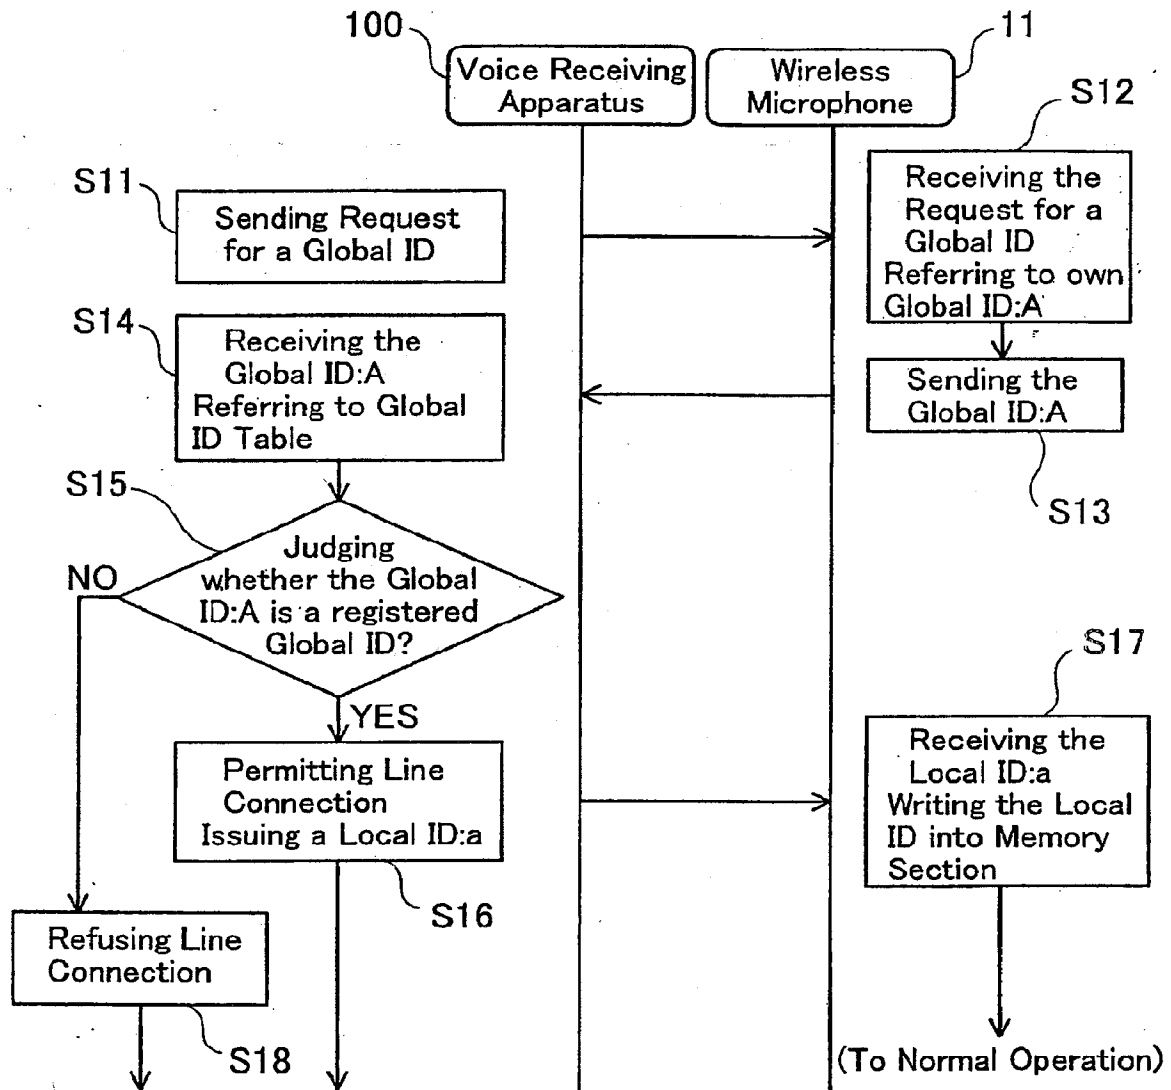 100
11
Voice Receiving
Apparatus
Wireless
Microphone
S12
S11
Sending Request
for a Global ID
Receiving the
Request for a
Global ID
Referring to own
Global ID:A
S14
Receiving the
Global ID:A
Referring to Global
ID Table
Sending the
Global ID:A
S13
S15
Judging
whether the Global
ID:A is a registered
Global ID?
NO
YES
S17
Permitting Line
Connection
Issuing a Local ID:a
Receiving the
Local ID:a
Writing the Local
ID into Memory
Section
S16
Refusing Line
Connection
S18
(To Normal Operation)